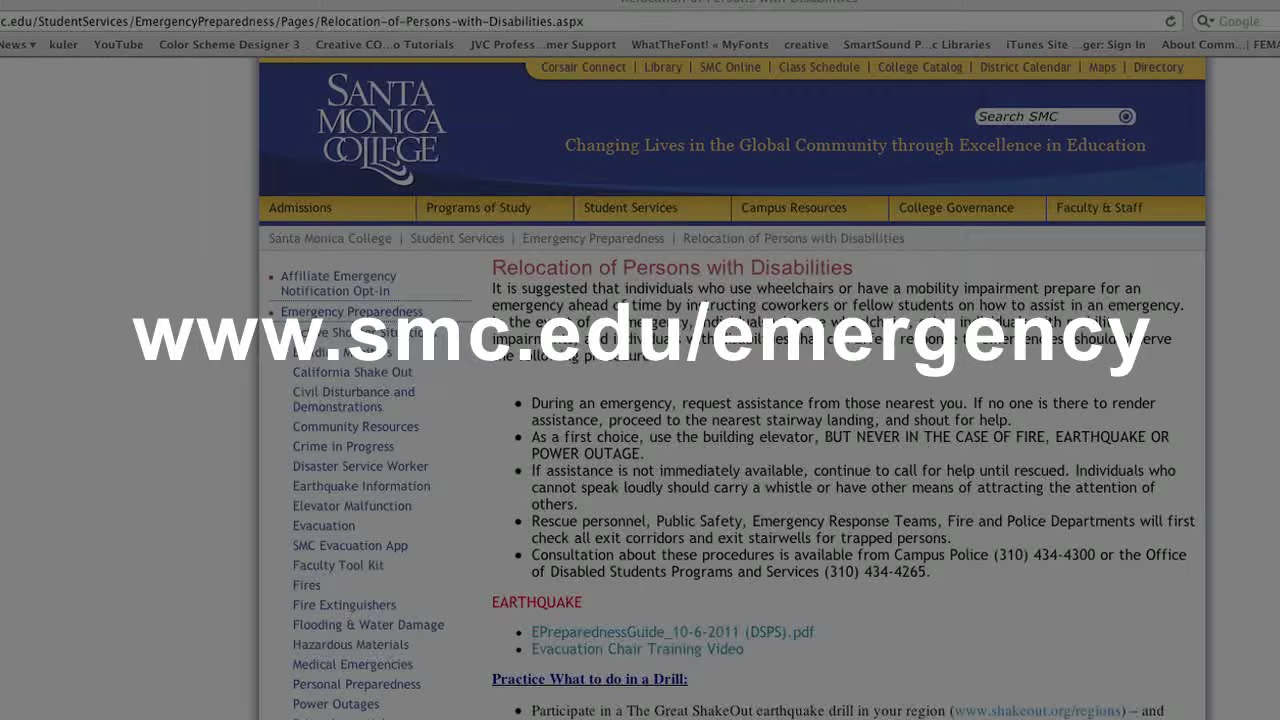 c.edu/StudentServices/EmergencyPreparedness/Pages/Relocation-of-Persons-with-Disabilities.aspx
Google
News ▾ kuler YouTube Color Scheme Designer 3 Creative CO...o Tutorials JVC Profess...mer Support WhatTheFont! « MyFonts creative SmartSound P...c Libraries iTunes Site ...ger: Sign In About Comm...| FEMA
Corsair Connect | Library | SMC Online | Class Schedule | College Catalog | District Calendar | Maps | Directory
SANTA
MONICA
COLLEGE
Search SMC
Changing Lives in the Global Community through Excellence in Education
Admissions Programs of Study Student Services Campus Resources College Governance Faculty & Staff
Santa Monica College | Student Services | Emergency Preparedness | Relocation of Persons with Disabilities
Affiliate Emergency
Notification Opt-In
Emergency Preparedness
California Shake Out
Civil Disturbance and
Demonstrations
Community Resources
Crime in Progress
Disaster Service Worker
Earthquake Information
Elevator Malfunction
Evacuation
SMC Evacuation App
Faculty Tool Kit
Fires
Fire Extinguishers
Flooding & Water Damage
Hazardous Materials
Medical Emergencies
Personal Preparedness
Power Outages
Relocation of Persons with Disabilities
It is suggested that individuals who use wheelchairs or have a mobility impairment prepare for an
emergency ahead of time by instructing coworkers or fellow students on how to assist in an emergency.
www.smc.edu/emergency
• During an emergency, request assistance from those nearest you. If no one is there to render
assistance, proceed to the nearest stairway landing, and shout for help.
• As a first choice, use the building elevator, BUT NEVER IN THE CASE OF FIRE, EARTHQUAKE OR
POWER OUTAGE.
• If assistance is not immediately available, continue to call for help until rescued. Individuals who
cannot speak loudly should carry a whistle or have other means of attracting the attention of
others.
• Rescue personnel, Public Safety, Emergency Response Teams, Fire and Police Departments will first
check all exit corridors and exit stairwells for trapped persons.
• Consultation about these procedures is available from Campus Police (310) 434-4300 or the Office
of Disabled Students Programs and Services (310) 434-4265.
EARTHQUAKE
• EPreparednessGuide_10-6-2011 (DSPS).pdf
• Evacuation Chair Training Video
Practice What to do in a Drill:
• Participate in a The Great ShakeOut earthquake drill in your region (www.shakeout.org/regions) – and